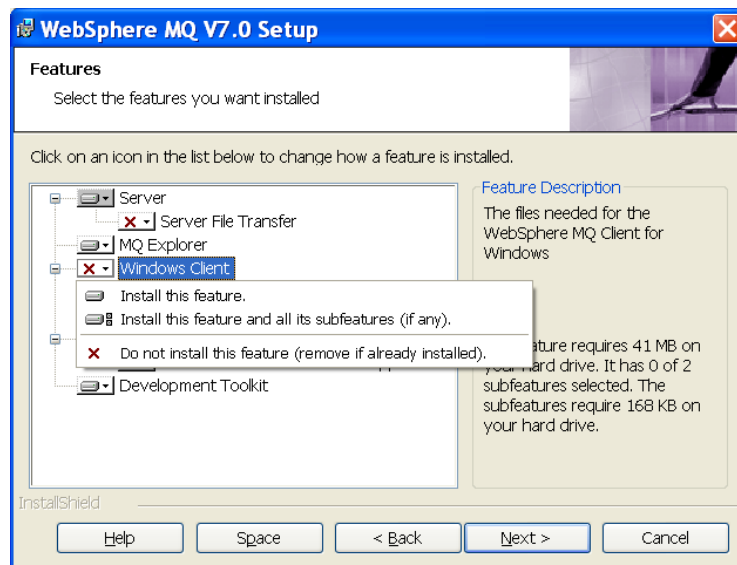 WebSphere MQ V7.0 Setup
Features
Select the features you want installed
Click on an icon in the list below to change how a feature is installed.
Server
Server File Transfer
MQ Explorer
Windows Client
Install this feature.
Install this feature and all its subfeatures (if any).
Do not install this feature (remove if already installed).
Development Toolkit
Feature Description
The files needed for the
WebSphere MQ Client for
Windows
ature requires 41 MB on
your hard drive. It has 0 of 2
subfeatures selected. The
subfeatures require 168 KB on
your hard drive.
InstallShield
Help
Space
< Back
Next >
Cancel